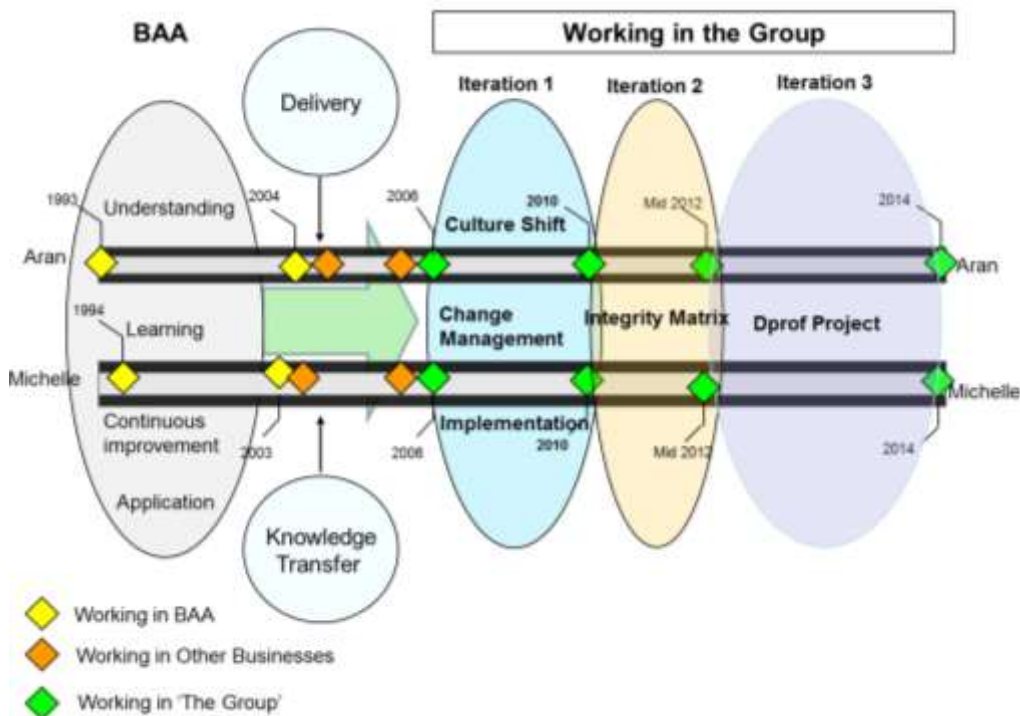 BAA
Working in the Group
Delivery
Iteration 1
Iteration 2
Iteration 3
1993
Understanding
2004
2006
Culture Shift
2010
Mid 2012
2014
Aran
Aran
1994
Learning
Change
Management
Integrity Matrix
Dprof Project
Michelle
Michelle
Continuous
improvement
2003
2006
Implementation
2010
Mid 2012
2014
Application
Knowledge
Transfer
Working in BAA
Working in Other Businesses
Working in 'The Group'